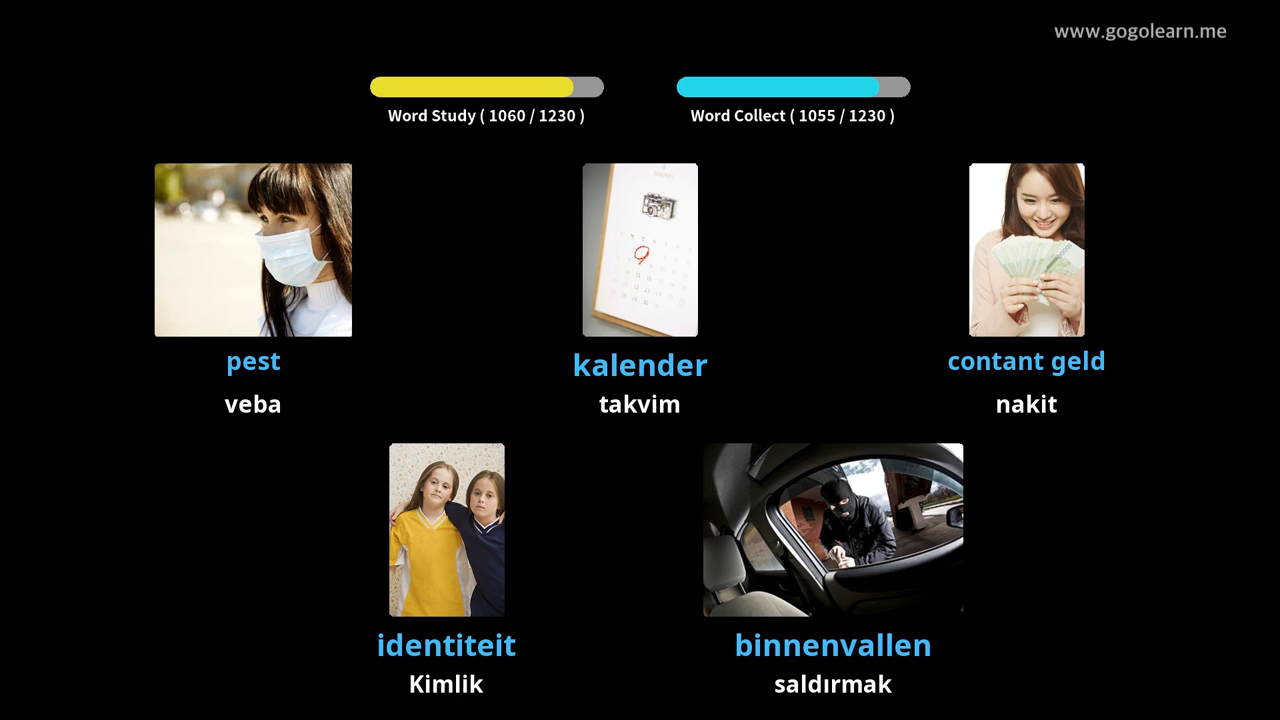 www.gogolearn.me
Word Study ( 1060 / 1230 )
Word Collect ( 1055 / 1230 )
pest
kalender
contant geld
veba
takvim
nakit
identiteit
binnenvallen
Kimlik
saldırmak